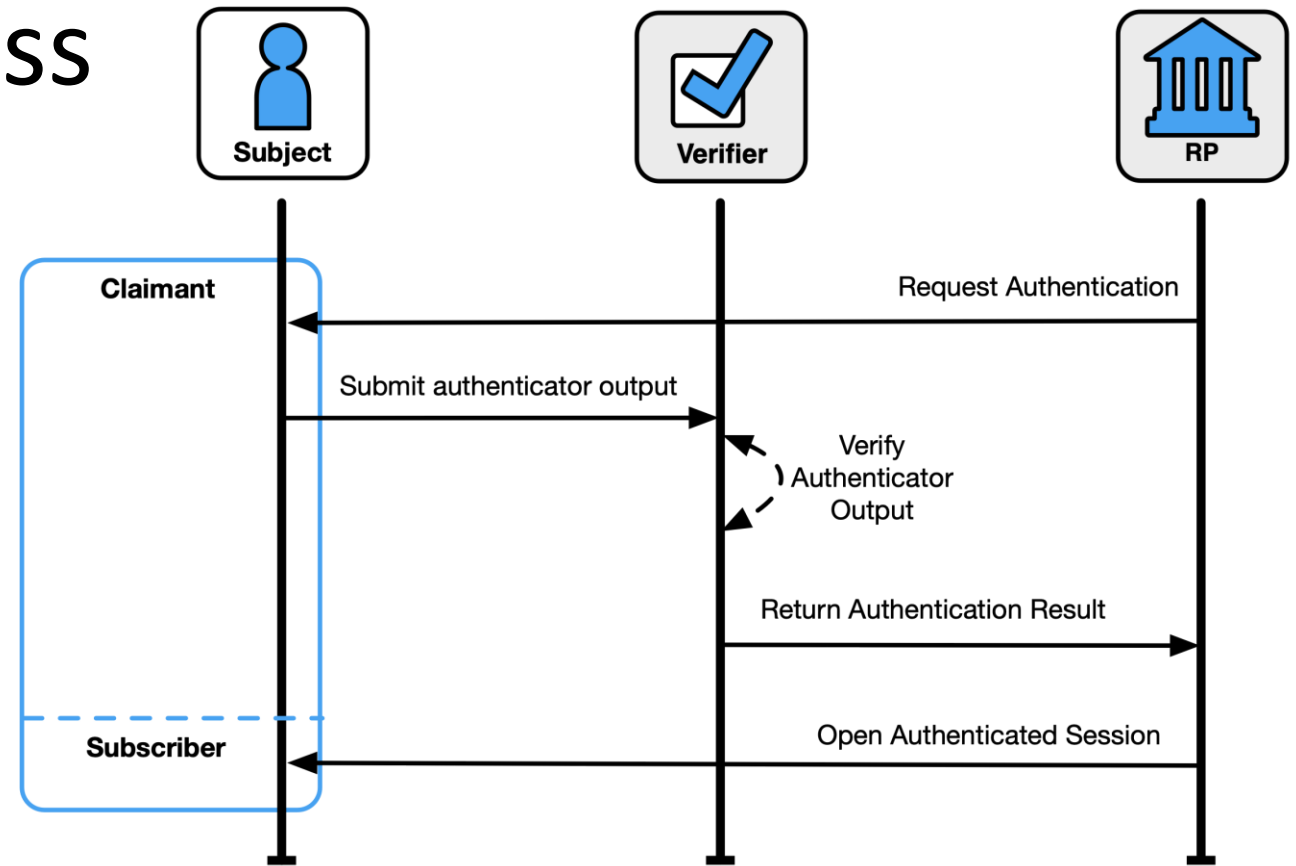 ss
Subject
Verifier
RP
Claimant
Request Authentication
Submit authenticator output
Verify
Authenticator
Output
Return Authentication Result
Subscriber
Open Authenticated Session